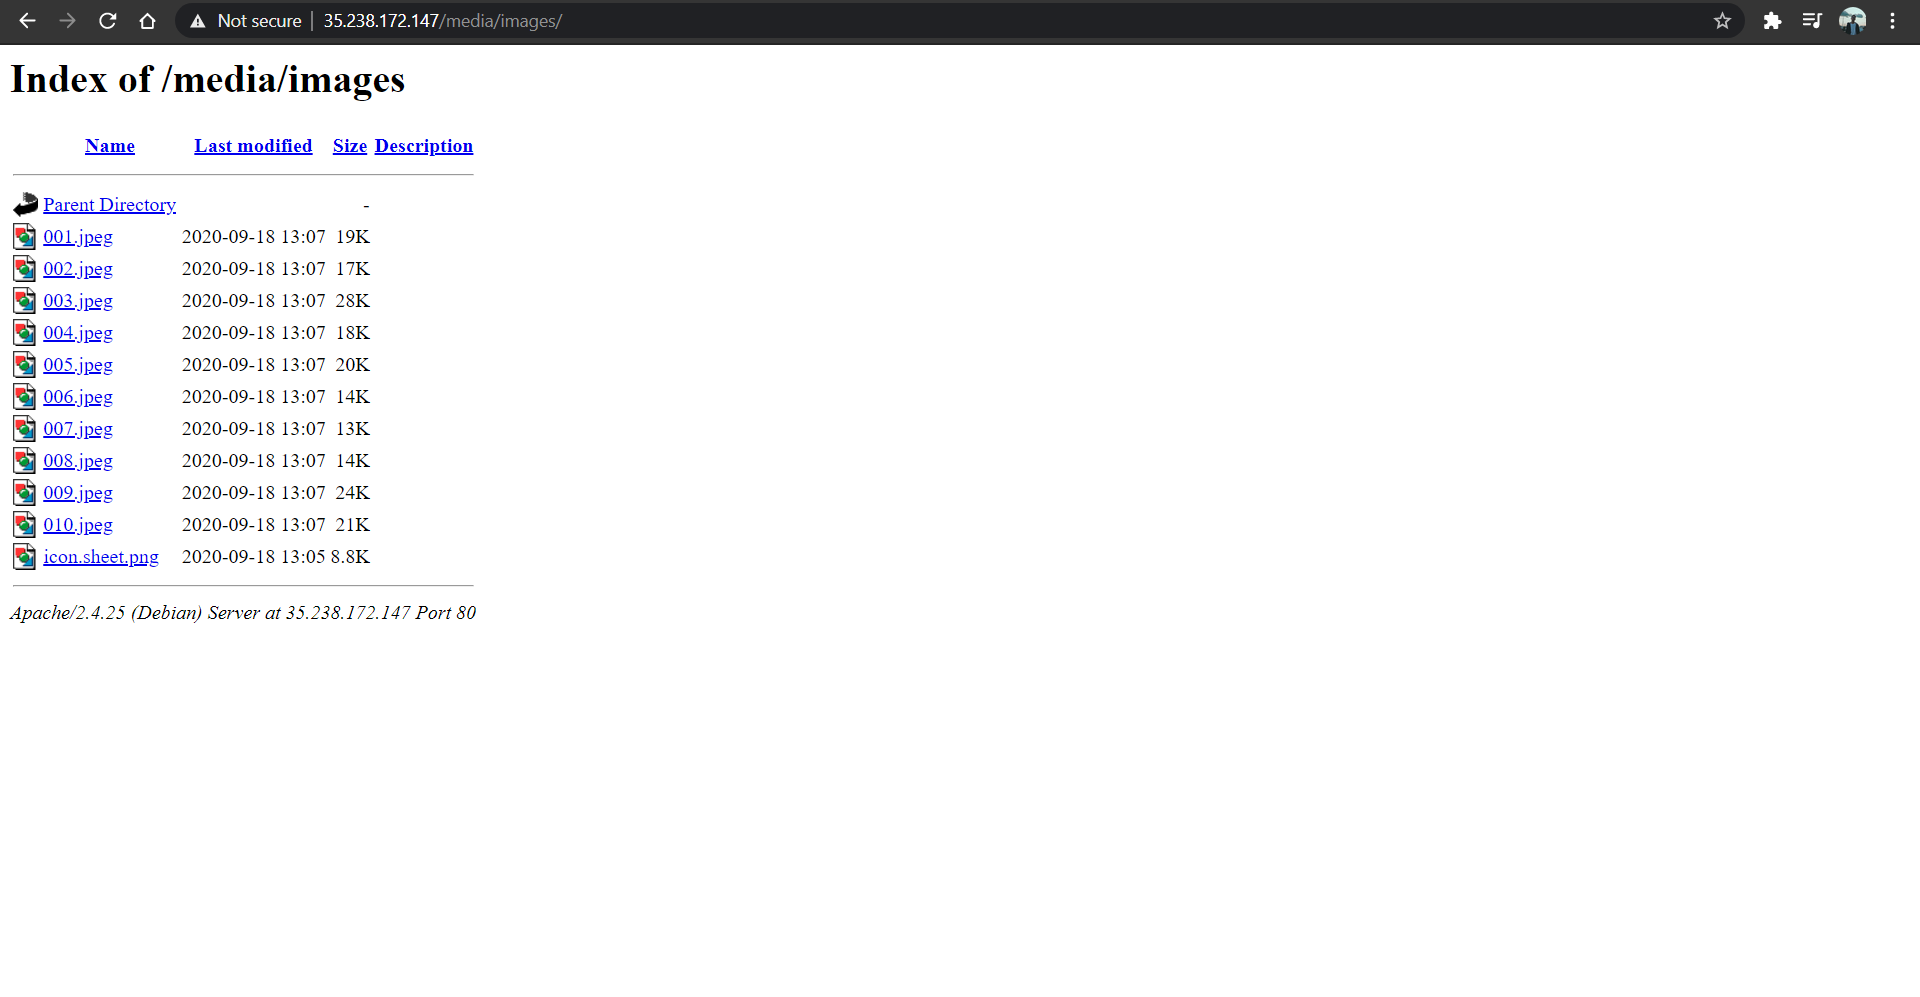 Not secure | 35.238.172.147/media/images/
Index of /media/images
Name Last modified Size Description
Parent Directory -
001.jpeg 2020-09-18 13:07 19K
002.jpeg 2020-09-18 13:07 17K
003.jpeg 2020-09-18 13:07 28K
004.jpeg 2020-09-18 13:07 18K
005.jpeg 2020-09-18 13:07 20K
006.jpeg 2020-09-18 13:07 14K
007.jpeg 2020-09-18 13:07 13K
008.jpeg 2020-09-18 13:07 14K
009.jpeg 2020-09-18 13:07 24K
010.jpeg 2020-09-18 13:07 21K
icon.sheet.png 2020-09-18 13:05 8.8K
Apache/2.4.25 (Debian) Server at 35.238.172.147 Port 80